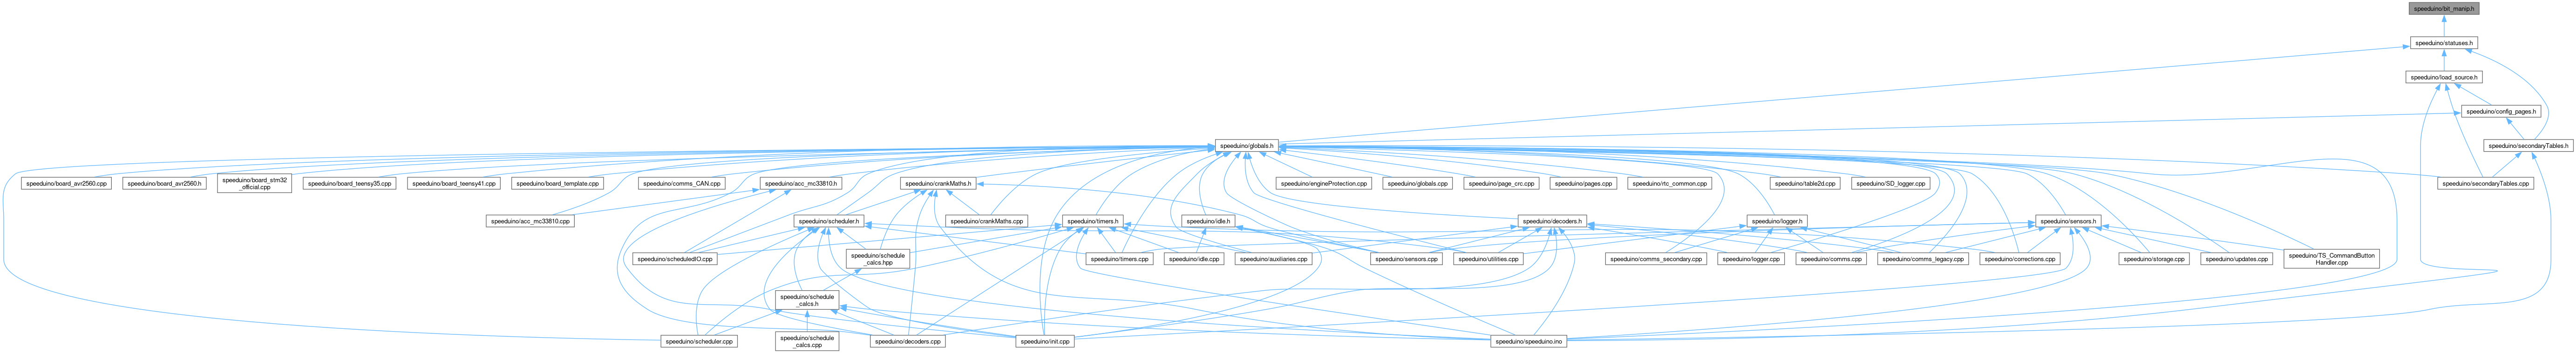 speeduino/bit_manip.h
speeduino/statuses.h
speeduino/load_source.h
speeduino/config_pages.h
speeduino/globals.h
speeduino/secondaryTables.h
speeduino/board_avr2560.cpp
speeduino/board_avr2560.h
speeduino/board_stm32
_official.cpp
speeduino/board_teensy35.cpp
speeduino/board_teensy41.cpp
speeduino/board_template.cpp
speeduino/comms_CAN.cpp
speeduino/acc_mc33810.h
speeduino/crankMaths.h
speeduino/engineProtection.cpp
speeduino/globals.cpp
speeduino/page_crc.cpp
speeduino/pages.cpp
speeduino/rtc_common.cpp
speeduino/table2d.cpp
speeduino/SD_logger.cpp
speeduino/secondaryTables.cpp
speeduino/acc_mc33810.cpp
speeduino/scheduler.h
speeduino/crankMaths.cpp
speeduino/timers.h
speeduino/idle.h
speeduino/decoders.h
speeduino/logger.h
speeduino/sensors.h
speeduino/scheduledIO.cpp
speeduino/schedule
_calcs.hpp
speeduino/timers.cpp
speeduino/idle.cpp
speeduino/auxiliaries.cpp
speeduino/sensors.cpp
speeduino/utilities.cpp
speeduino/comms_secondary.cpp
speeduino/logger.cpp
speeduino/comms.cpp
speeduino/comms_legacy.cpp
speeduino/corrections.cpp
speeduino/storage.cpp
speeduino/updates.cpp
speeduino/TS_CommandButton
Handler.cpp
speeduino/schedule
_calcs.h
speeduino/scheduler.cpp
speeduino/schedule
_calcs.cpp
speeduino/decoders.cpp
speeduino/init.cpp
speeduino/speeduino.ino